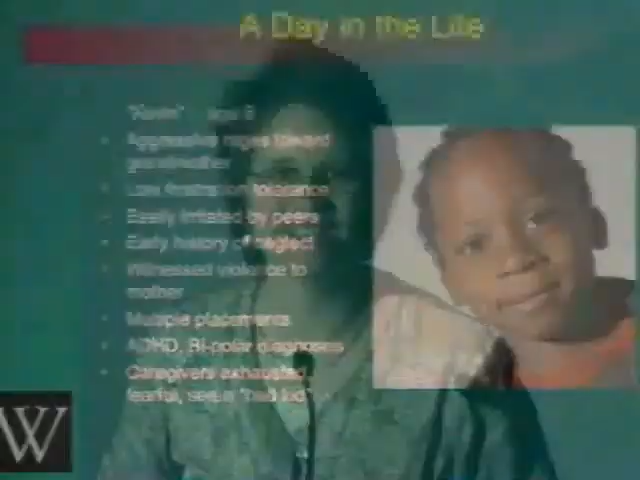 A Day in the Life
"Kevin" age
Aggressive rages toward
grandmother
Low frustration tolerance
Easily irritated by peers
Early history of neglect
Witnessed violence to
mother
Multiple placements
ADHD, Bi-polar diagnoses
Caregivers exhausted,
fearful, see a "bad kid"
W